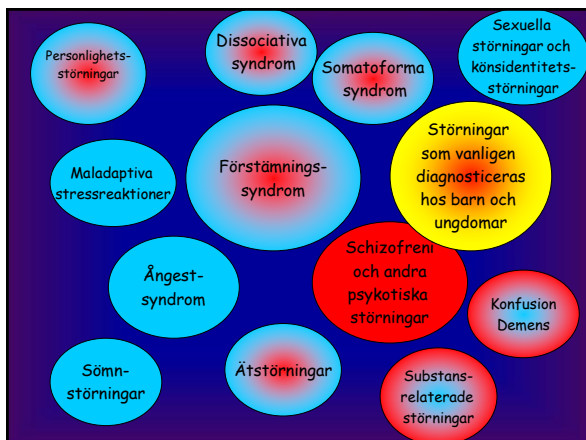 Personlighets-
störningar
Dissociativa
syndrom
Somatoforma
syndrom
Sexuella
störningar och
könsidentitets-
störningar
Maladaptiva
stressreaktioner
Förstämnings-
syndrom
Störningar
som vanligen
diagnosticeras
hos barn och
ungdomar
Ångest-
syndrom
Schizofreni
och andra
psykotiska
störningar
Konfusion
Demens
Sömn-
störningar
Ätstörningar
Substans-
relaterade
störningar